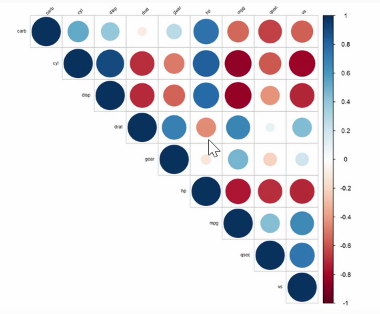 carb cyl disp drat gear hp mpg qsec vs
carb
cyl
disp
drat
gear
hp
mpg
qsec
vs
1
0.8
0.6
0.4
0.2
0
-0.2
-0.4
-0.6
-0.8
-1